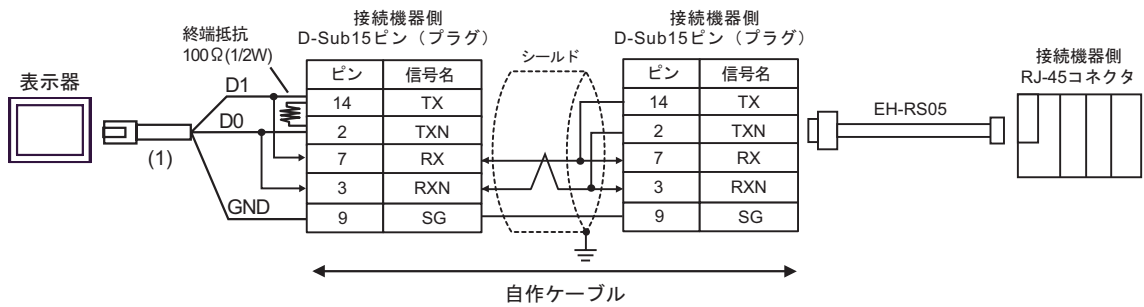 表示器
(1)
D1
D0
GND
終端抵抗
100Ω(1/2W)
接続機器側
D-Sub15ピン（プラグ）
ピン 信号名
14 TX
2 TXN
7 RX
3 RXN
9 SG
シールド
接続機器側
D-Sub15ピン（プラグ）
ピン 信号名
14 TX
2 TXN
7 RX
3 RXN
9 SG
EH-RS05
接続機器側
RJ-45コネクタ
自作ケーブル